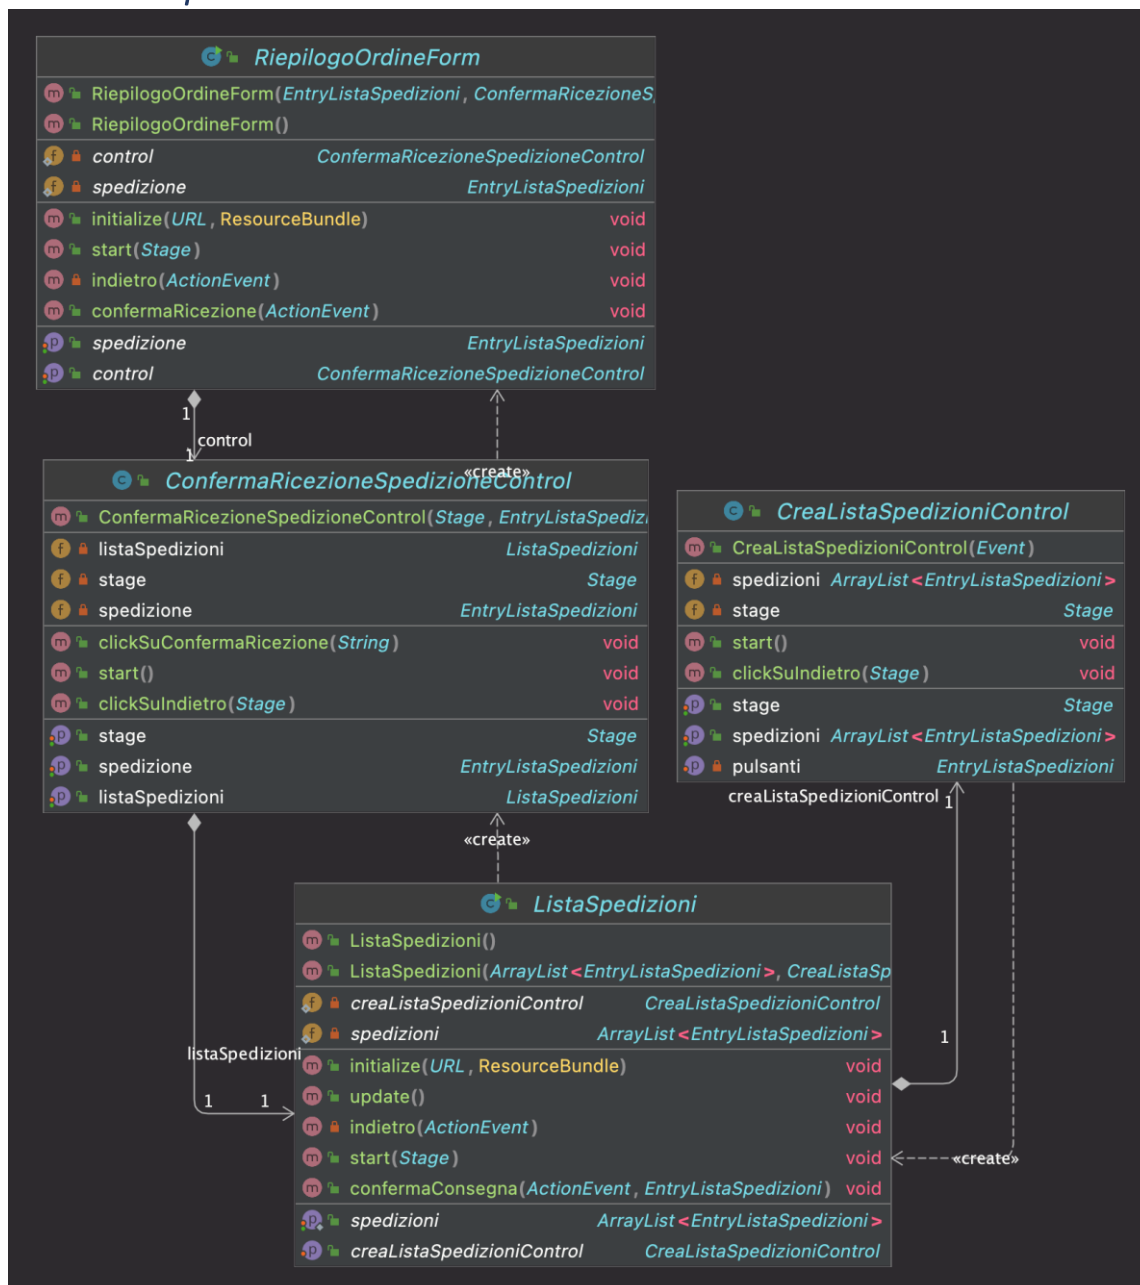 RiepilogoOrdineForm
RiepilogoOrdineForm(EntryListaSpedizioni, ConfermaRicezioneS
RiepilogoOrdineForm()
control ConfermaRicezioneSpedizioneControl
spedizione EntryListaSpedizioni
initialize(URL, ResourceBundle) void
start(Stage) void
indietro(ActionEvent) void
confermaRicezione(ActionEvent) void
spedizione EntryListaSpedizioni
control ConfermaRicezioneSpedizioneControl
1
control
1
«create»
ConfermaRicezioneSpedizioneControl
ConfermaRicezioneSpedizioneControl(Stage, EntryListaSpedizi
listaSpedizioni ListaSpedizioni
stage Stage
spedizione EntryListaSpedizioni
clickSuConfermaRicezione(String) void
start() void
clickSuIndietro(Stage) void
stage Stage
spedizione EntryListaSpedizioni
listaSpedizioni ListaSpedizioni
CreaListaSpedizioniControl
CreaListaSpedizioniControl(Event)
spedizioni ArrayList<EntryListaSpedizioni>
stage Stage
start() void
clickSuIndietro(Stage) void
stage Stage
spedizioni ArrayList<EntryListaSpedizioni>
pulsanti EntryListaSpedizioni
creaListaSpedizioniControl 1
«create»
ListaSpedizioni
ListaSpedizioni()
ListaSpedizioni(ArrayList<EntryListaSpedizioni>, CreaListaSp
creaListaSpedizioniControl CreaListaSpedizioniControl
spedizioni ArrayList<EntryListaSpedizioni>
initialize(URL, ResourceBundle) void
update() void
indietro(ActionEvent) void
start(Stage) void
confermaConsegna(ActionEvent, EntryListaSpedizioni) void
spedizioni ArrayList<EntryListaSpedizioni>
creaListaSpedizioniControl CreaListaSpedizioniControl
listaSpedizioni
1 1
1
«create»